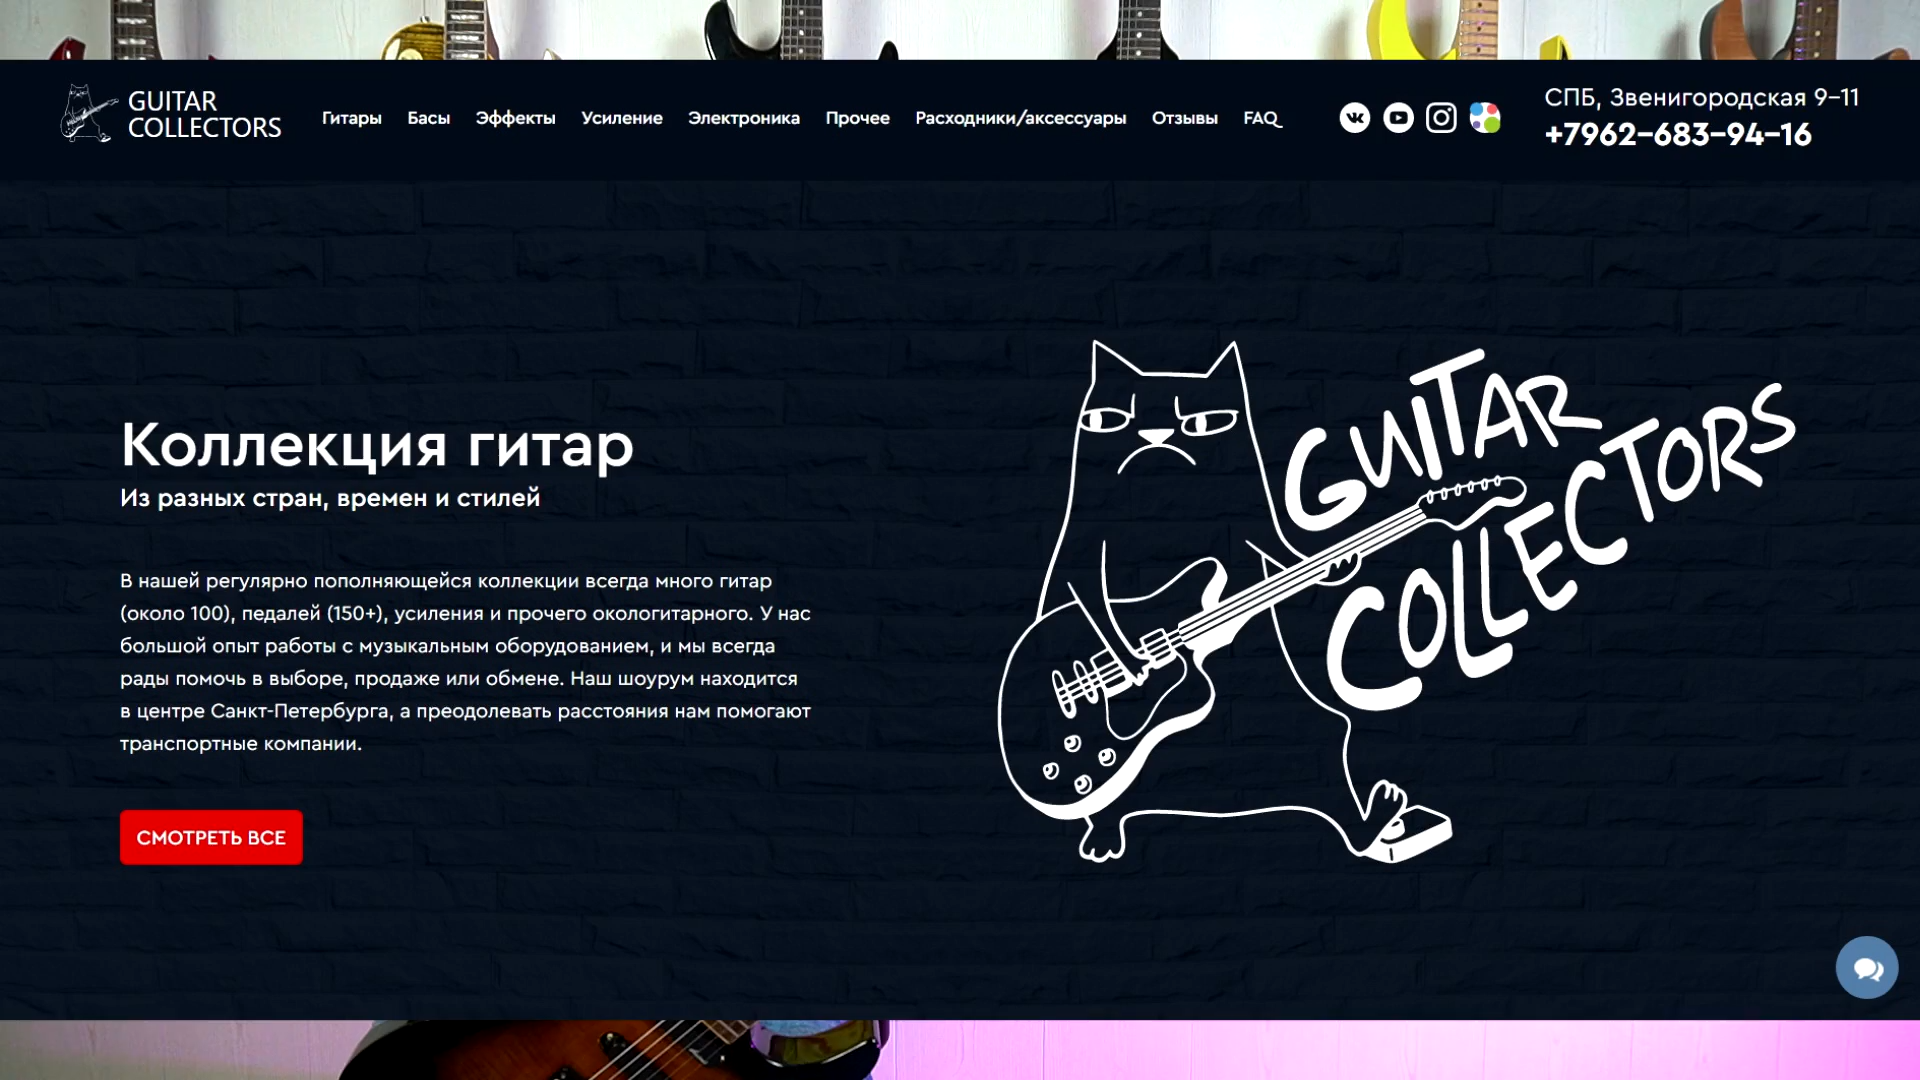 GUITAR
COLLECTORS
Гитары Басы Эффекты Усиление Электроника Прочее Расходники/аксессуары Отзывы FAQ
СПБ, Звенигородская 9-11
+7962-683-94-16
GUITAR
COLLECTORS
Коллекция гитар
Из разных стран, времен и стилей
В нашей регулярно пополняющейся коллекции всегда много гитар
(около 100), педалей (150+), усиления и прочего окологитарного. У нас
большой опыт работы с музыкальным оборудованием, и мы всегда
рады помочь в выборе, продаже или обмене. Наш шоурум находится
в центре Санкт-Петербурга, а преодолевать расстояния нам помогают
транспортные компании.
СМОТРЕТЬ ВСЕ